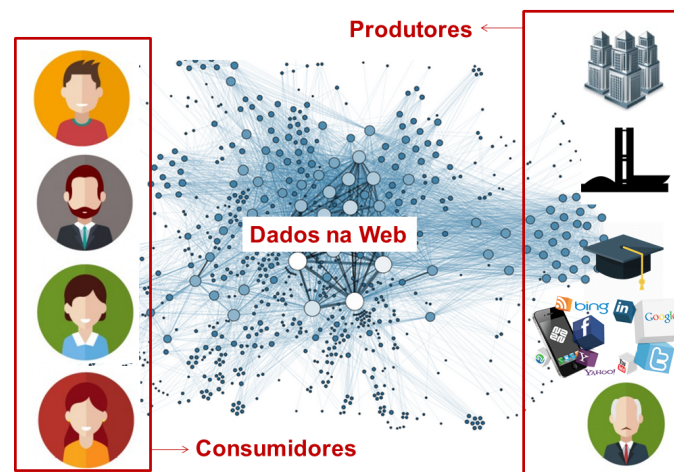 Produtores
Dados na Web
bing
in
Google
f
Y
YAHOO!
Consumidores